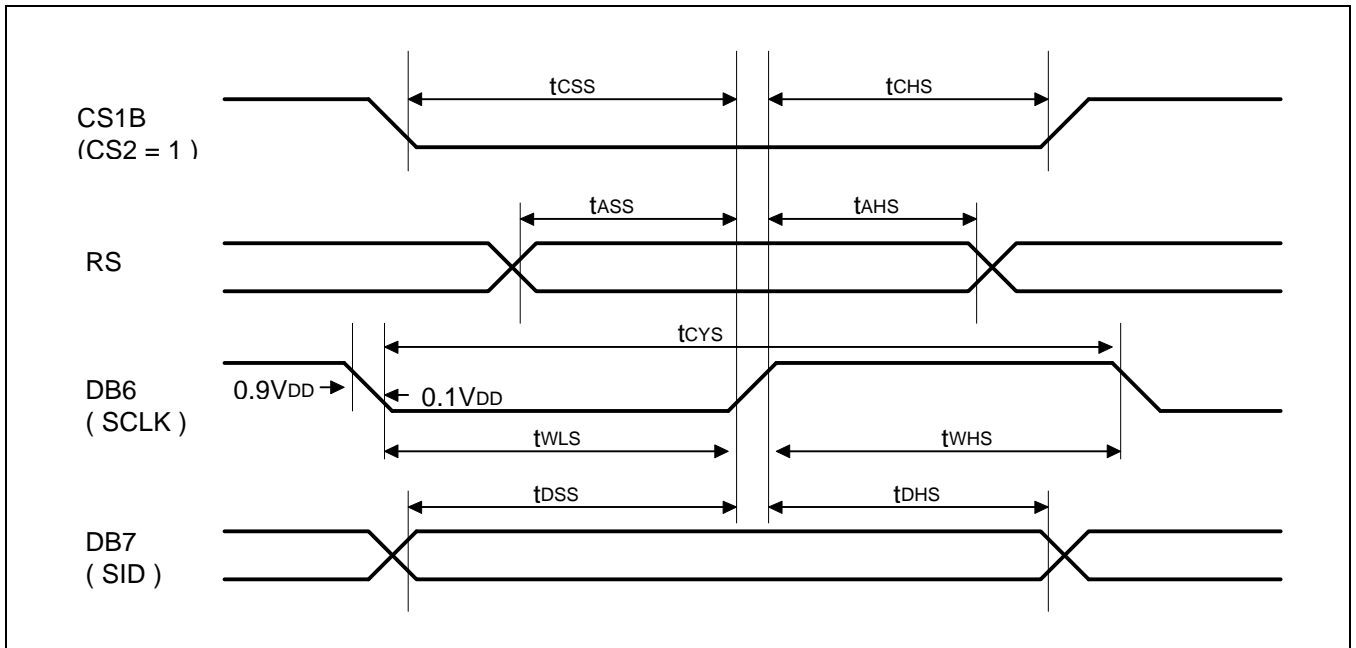 tCSS
tCHS
CS1B
(CS2 = 1 )
tASS
tAHS
RS
tCYS
DB6
( SCLK )
0.9VDD
0.1VDD
tWLS
tWHS
tDSS
tDHS
DB7
( SID )